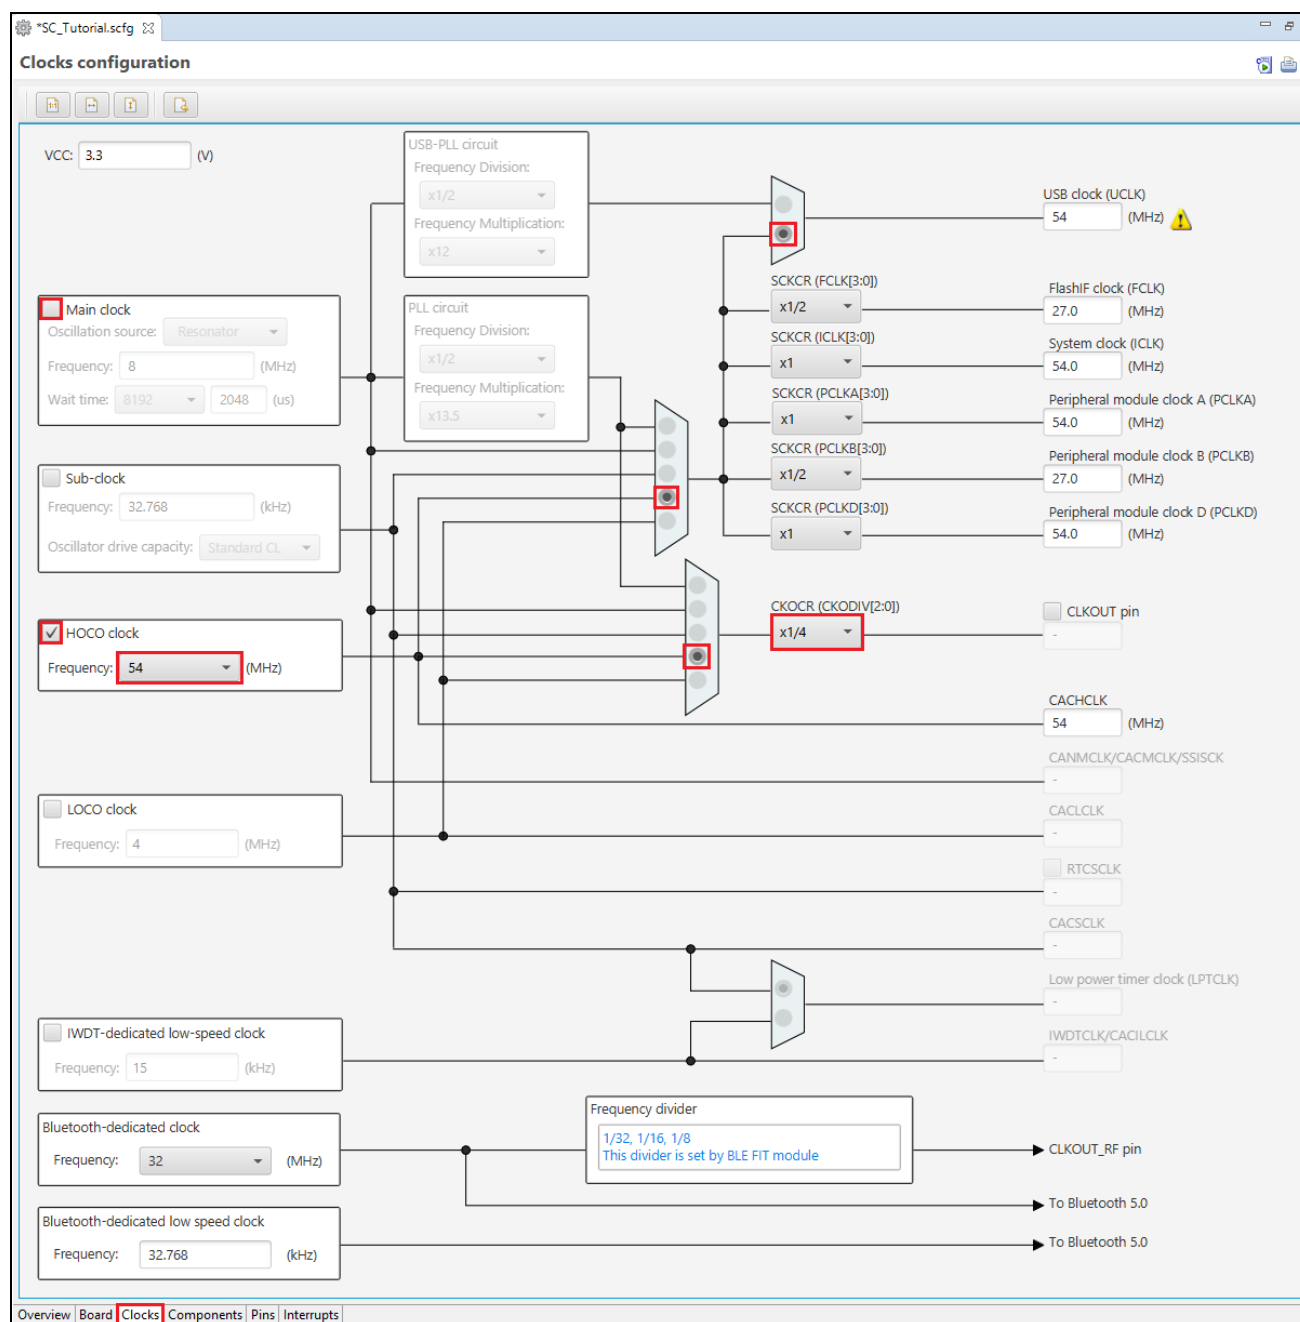 *SC_Tutorial.scfg
Clocks configuration
VCC: 3.3 (V)
USB-PLL circuit
Frequency Division:
x1/2
Frequency Multiplication:
x12
USB clock (UCLK)
54 (MHz)
Main clock
Oscillation source: Resonator
Frequency: 8 (MHz)
Wait time: 8192 2048 (us)
PLL circuit
Frequency Division:
x1/2
Frequency Multiplication:
x13.5
SCKCR (FCLK[3:0])
x1/2
FlashIF clock (FCLK)
27.0 (MHz)
SCKCR (ICLK[3:0])
x1
System clock (ICLK)
54.0 (MHz)
SCKCR (PCLKA[3:0])
x1
Peripheral module clock A (PCLKA)
54.0 (MHz)
SCKCR (PCLKB[3:0])
x1/2
Peripheral module clock B (PCLKB)
27.0 (MHz)
SCKCR (PCLKD[3:0])
x1
Peripheral module clock D (PCLKD)
54.0 (MHz)
Sub-clock
Frequency: 32.768 (kHz)
Oscillator drive capacity: Standard CL
HOCO clock
Frequency: 54 (MHz)
CKOCR (CKODIV[2:0])
x1/4
CLKOUT pin
-
CACHCLK
54 (MHz)
CANMCLK/CACMCLK/SSISCK
-
LOCO clock
Frequency: 4 (MHz)
CACLCLK
-
RTCSCLK
-
CACSCLK
-
Low power timer clock (LPTCLK)
-
IWDT-dedicated low-speed clock
Frequency: 15 (kHz)
IWDTCLK/CACILCLK
-
Bluetooth-dedicated clock
Frequency: 32 (MHz)
Frequency divider
1/32, 1/16, 1/8
This divider is set by BLE FIT module
CLKOUT_RF pin
To Bluetooth 5.0
Bluetooth-dedicated low speed clock
Frequency: 32.768 (kHz)
To Bluetooth 5.0
Overview Board Clocks Components Pins Interrupts